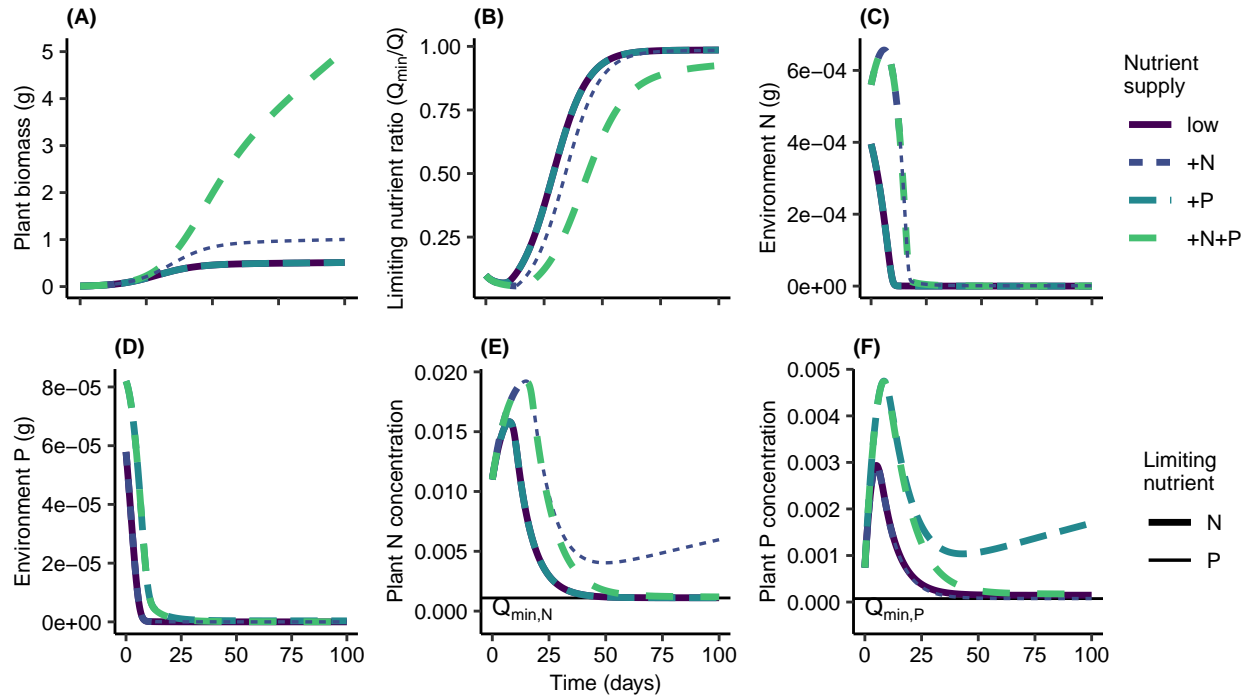 (A)
(B)
(C)
Plant biomass (g)
5
4
3
2
1
0
Limiting nutrient ratio (Qmin/Q)
1.00
0.75
0.50
0.25
Environment N (g)
6e−04
4e−04
2e−04
0e+00
Nutrient
supply
low
+N
+P
+N+P
(D)
(E)
(F)
Environment P (g)
8e−05
6e−05
4e−05
2e−05
0e+00
0 25 50 75 100
Plant N concentration
0.020
0.015
0.010
0.005
0.000
Qmin,N
0 25 50 75 100
Time (days)
Plant P concentration
0.005
0.004
0.003
0.002
0.001
0.000
Qmin,P
0 25 50 75 100
Limiting
nutrient
N
P